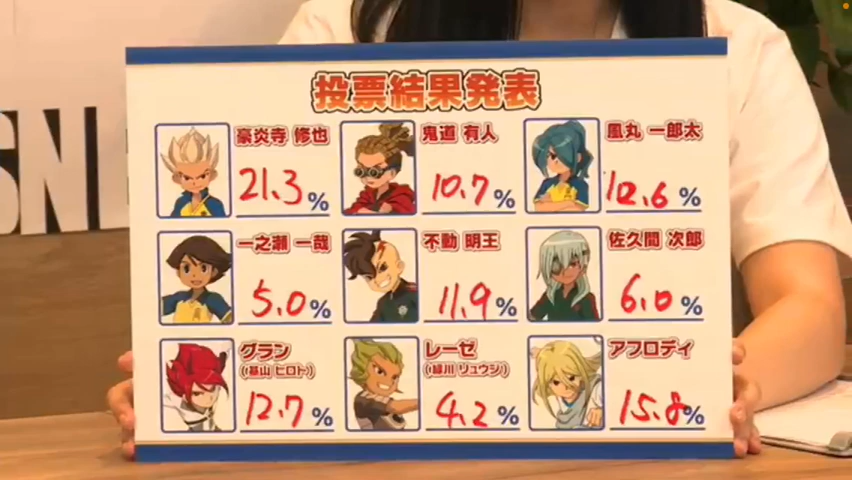 投票結果発表
豪炎寺 修也
21.3%
鬼道 有人
10.7%
風丸 一郎太
12.6%
一之瀬 一哉
5.0%
不動 明王
11.9%
佐久間 次郎
6.0%
グラン
(基山 ヒロト)
12.7%
レーゼ
(緑川 リュウジ)
4.2%
アフロディ
15.8%